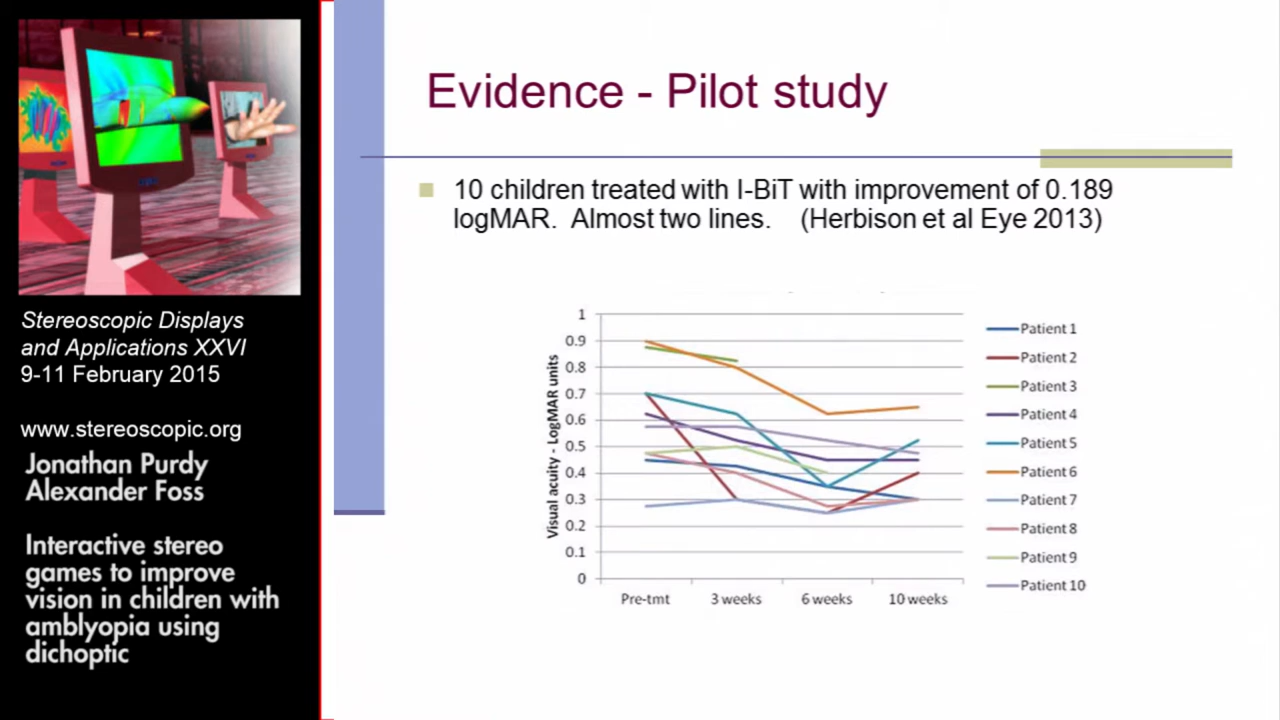 Stereoscopic Displays
and Applications XXVI
9-11 February 2015
www.stereoscopic.org
Jonathan Purdy
Alexander Foss
Interactive stereo
games to improve
vision in children with
amblyopia using
dichoptic
Evidence - Pilot study
10 children treated with I-BiT with improvement of 0.189
logMAR. Almost two lines. (Herbison et al Eye 2013)
Visual acuity - LogMAR units
1
0.9
0.8
0.7
0.6
0.5
0.4
0.3
0.2
0.1
0
Pre-tmt 3 weeks 6 weeks 10 weeks
Patient 1
Patient 2
Patient 3
Patient 4
Patient 5
Patient 6
Patient 7
Patient 8
Patient 9
Patient 10